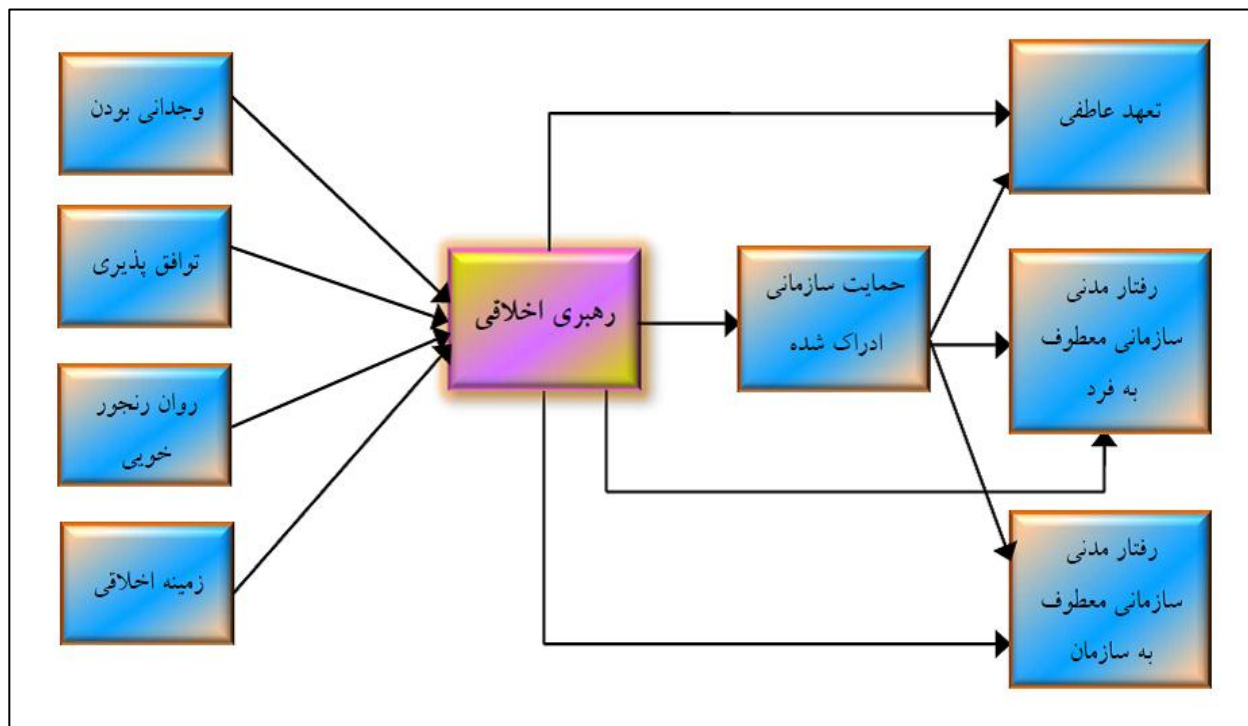 وجدانی بودن
توافق پذیری
روان رنجور
خویی
زمینه اخلاقی
رهبری اخلاقی
حمایت سازمانی
ادراک شده
تعهد عاطفی
رفتار مدنی
سازمانی معطوف
به فرد
رفتار مدنی
سازمانی معطوف
به سازمان